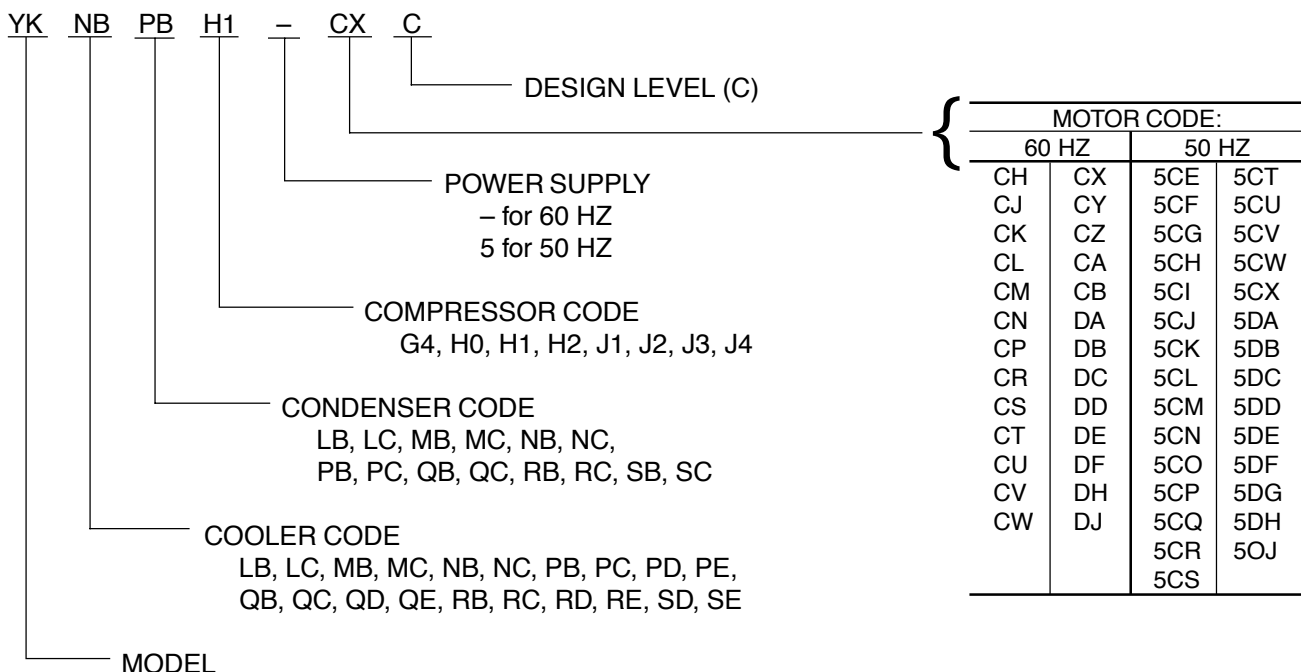 YK NB PB H1 – CX C
DESIGN LEVEL (C)
POWER SUPPLY
– for 60 HZ
5 for 50 HZ
COMPRESSOR CODE
G4, H0, H1, H2, J1, J2, J3, J4
CONDENSER CODE
LB, LC, MB, MC, NB, NC,
PB, PC, QB, QC, RB, RC, SB, SC
COOLER CODE
LB, LC, MB, MC, NB, NC, PB, PC, PD, PE,
QB, QC, QD, QE, RB, RC, RD, RE, SD, SE
MODEL
{ MOTOR CODE:
60 HZ 50 HZ
CH CX 5CE 5CT
CJ CY 5CF 5CU
CK CZ 5CG 5CV
CL CA 5CH 5CW
CM CB 5CI 5CX
CN DA 5CJ 5DA
CP DB 5CK 5DB
CR DC 5CL 5DC
CS DD 5CM 5DD
CT DE 5CN 5DE
CU DF 5CO 5DF
CV DH 5CP 5DG
CW DJ 5CQ 5DH
5CR 5OJ
5CS